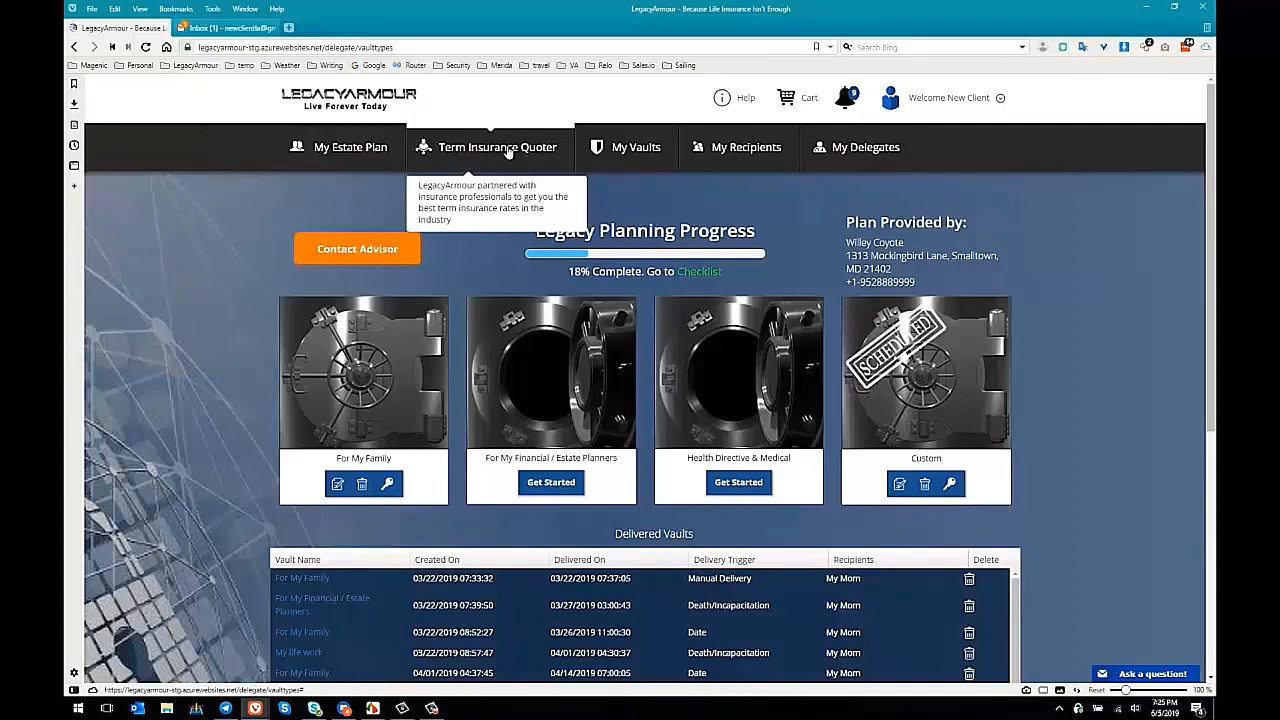 File Edit View Bookmarks Tools Window Help
LegacyArmour - Because Life Insurance Isn't Enough
LegacyArmour - Because L
Inbox (1) - newclientla@gm
legacyarmour-stg.azurewebsites.net/delegate/vaulttypes
Search Bing
Magenic Personal LegacyArmour temp Weather Writing Google Router Security Merida travel VA Relo Sales.io Sailing
LEGACYARMOUR
Live Forever Today
Help Cart 9 Welcome New Client
My Estate Plan Term Insurance Quoter My Vaults My Recipients My Delegates
LegacyArmour partnered with
insurance professionals to get you the
best term insurance rates in the
industry
Contact Advisor
Legacy Planning Progress
18% Complete. Go to Checklist
Plan Provided by:
Willey Coyote
1313 Mockingbird Lane, Smalltown,
MD 21402
+1-9528889999
SCHEDULED
For My Family For My Financial / Estate Planners Health Directive & Medical Custom
Get Started Get Started
Delivered Vaults
Vault Name Created On Delivered On Delivery Trigger Recipients Delete
For My Family 03/22/2019 07:33:32 03/22/2019 07:37:05 Manual Delivery My Mom
For My Financial / Estate
Planners 03/22/2019 07:39:50 03/27/2019 03:00:43 Death/Incapacitation My Mom
For My Family 03/22/2019 08:52:27 03/26/2019 11:00:30 Date My Mom
My life work 03/22/2019 08:57:47 04/01/2019 04:30:37 Death/Incapacitation My Mom
For My Family 04/01/2019 04:37:45 04/14/2019 07:00:05 Date My Mom
Ask a question!
https://legacyarmour-stg.azurewebsites.net/delegate/vaulttypes#
Reset 100 %
7:25 PM
6/5/2019